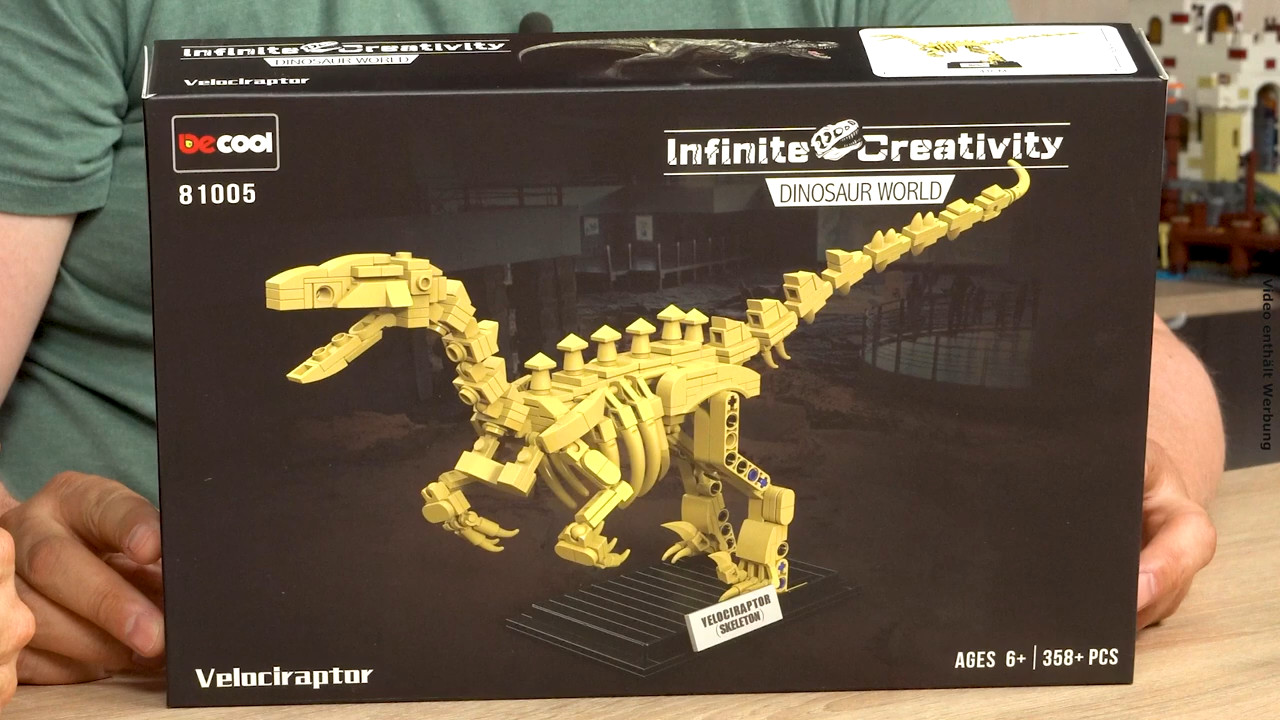 Infinite Creativity
DINOSAUR WORLD
Velociraptor
becool
81005
Infinite Creativity
DINOSAUR WORLD
VELOCIRAPTOR
(SKELETON)
Velociraptor
AGES 6+ | 358+ PCS
Video enthält Werbung